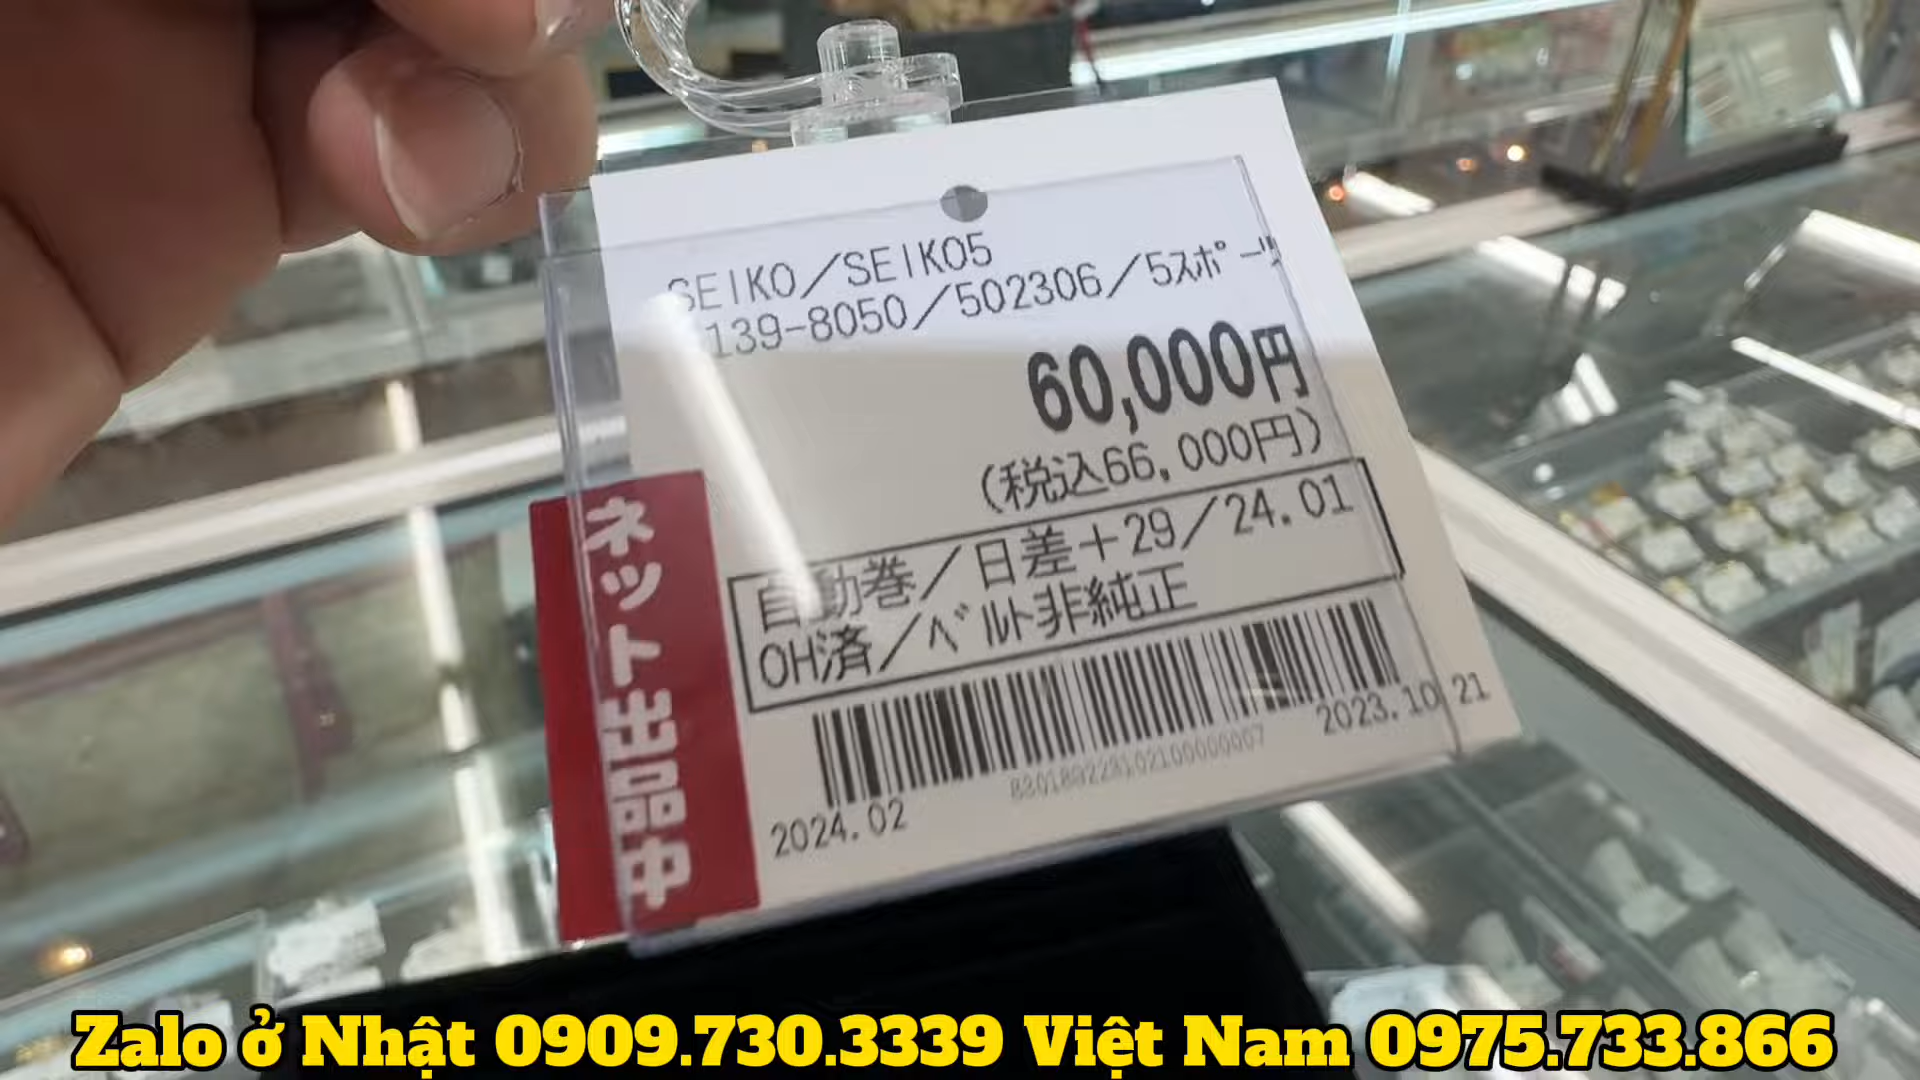 SEIKO／SEIKO5
139-8050／502306／5スポーツ
60,000円
(税込66,000円)
自動巻／日差＋29／24.01
OH済／ベルト非純正
ネット出品中
2023.10.21
2024.02
Zalo ở Nhật 0909.730.3339 Việt Nam 0975.733.866